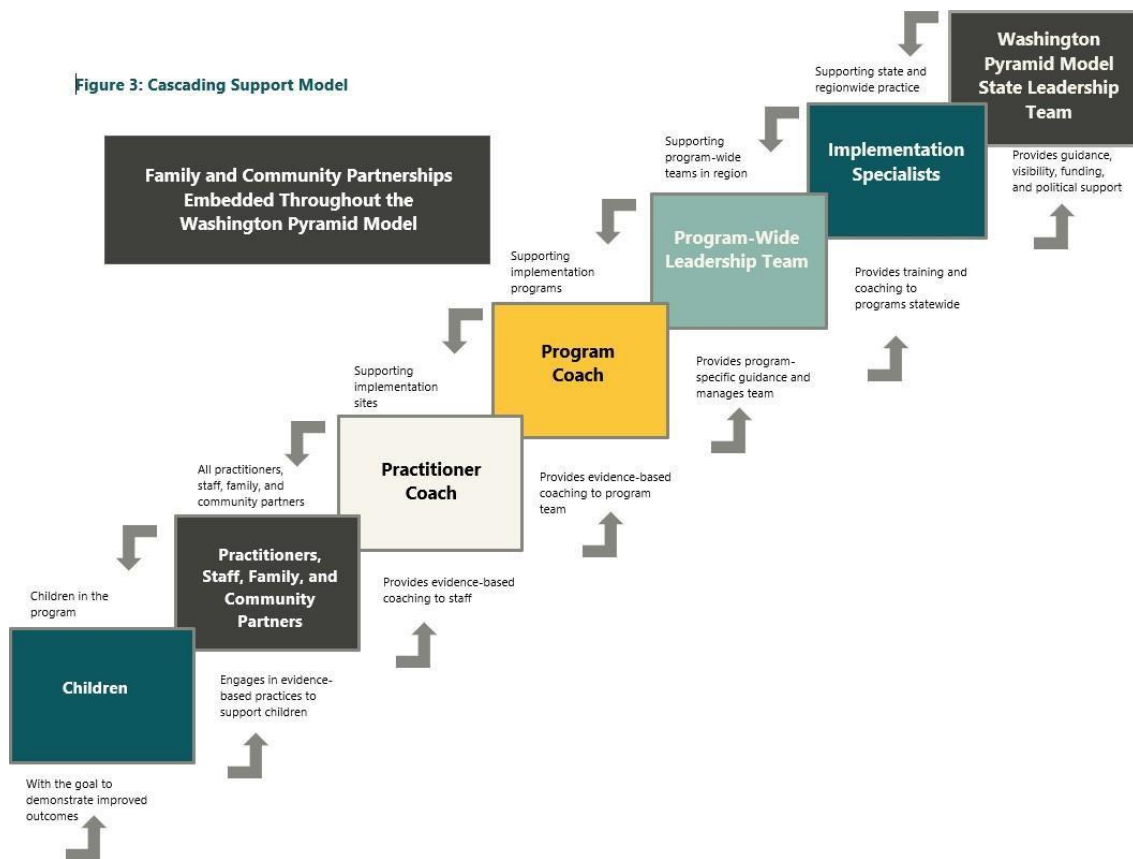 Washington
Pyramid Model
State Leadership
Team
Supporting state and
regionwide practice
Figure 3: Cascading Support Model
Implementation
Specialists
Provides guidance,
visibility, funding,
and political support
Supporting
program-wide
teams in region
Family and Community Partnerships
Embedded Throughout the
Washington Pyramid Model
Program-Wide
Leadership Team
Provides training and
coaching to
programs statewide
Supporting
implementation
programs
Program
Coach
Provides program-
specific guidance and
manages team
Supporting
implementation
sites
Practitioner
Coach
Provides evidence-based
coaching to program
team
All practitioners,
staff, family, and
community partners
Practitioners,
Staff, Family, and
Community
Partners
Provides evidence-based
coaching to staff
Children in the
program
Children
Engages in evidence-
based practices to
support children
With the goal to
demonstrate improved
outcomes